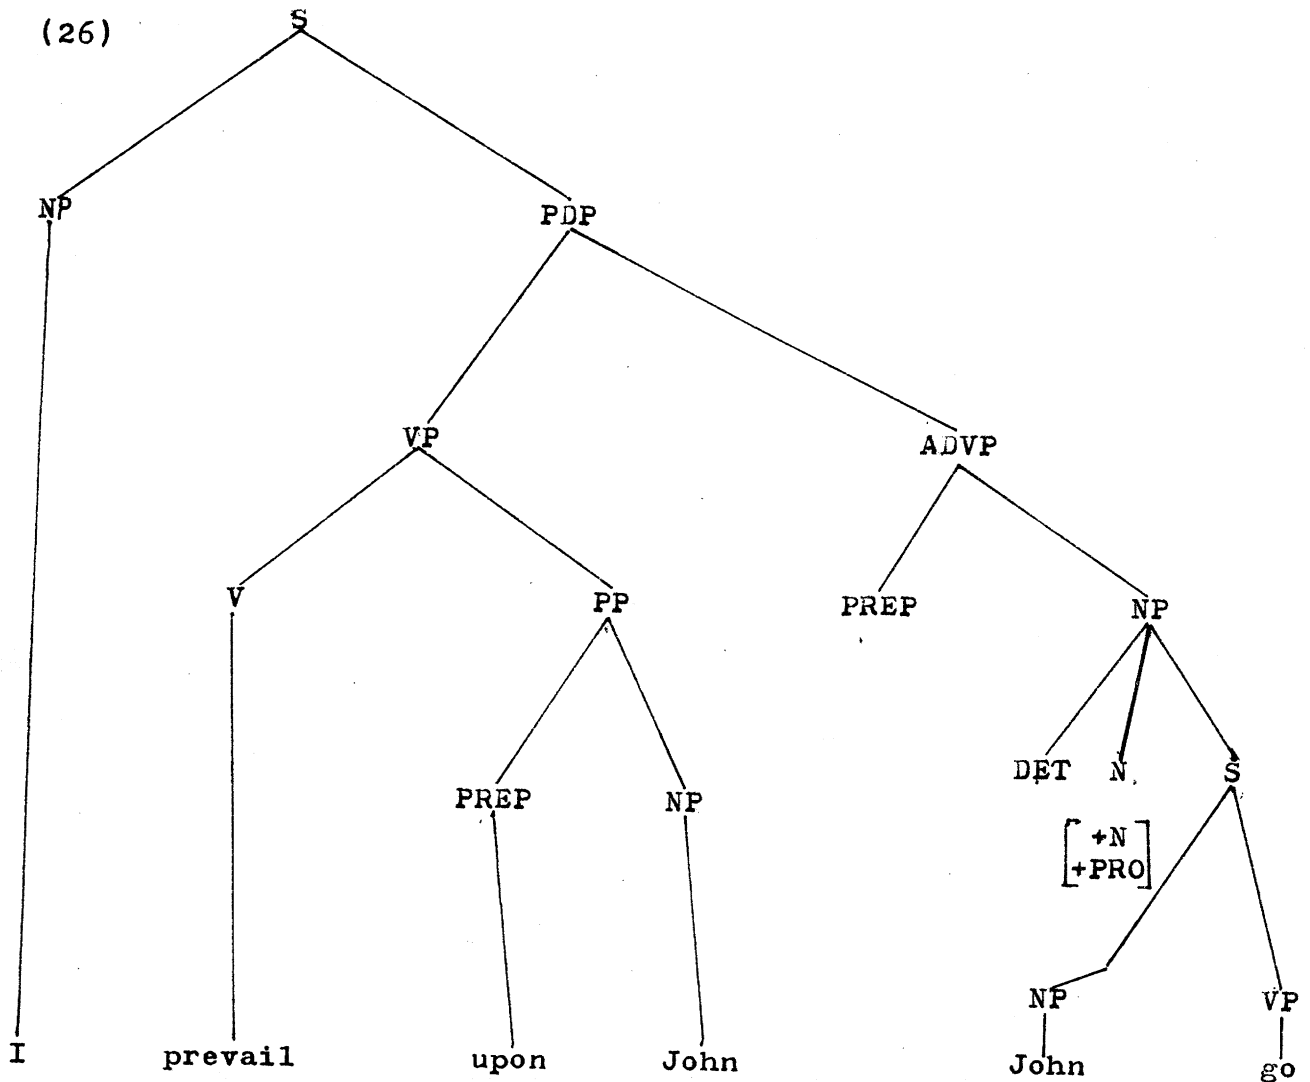 (26) S
NP PDP
VP ADVP
V PP PREP NP
PREP NP DET N S
[ +N
+PRO ]
NP VP
I prevail upon John John go